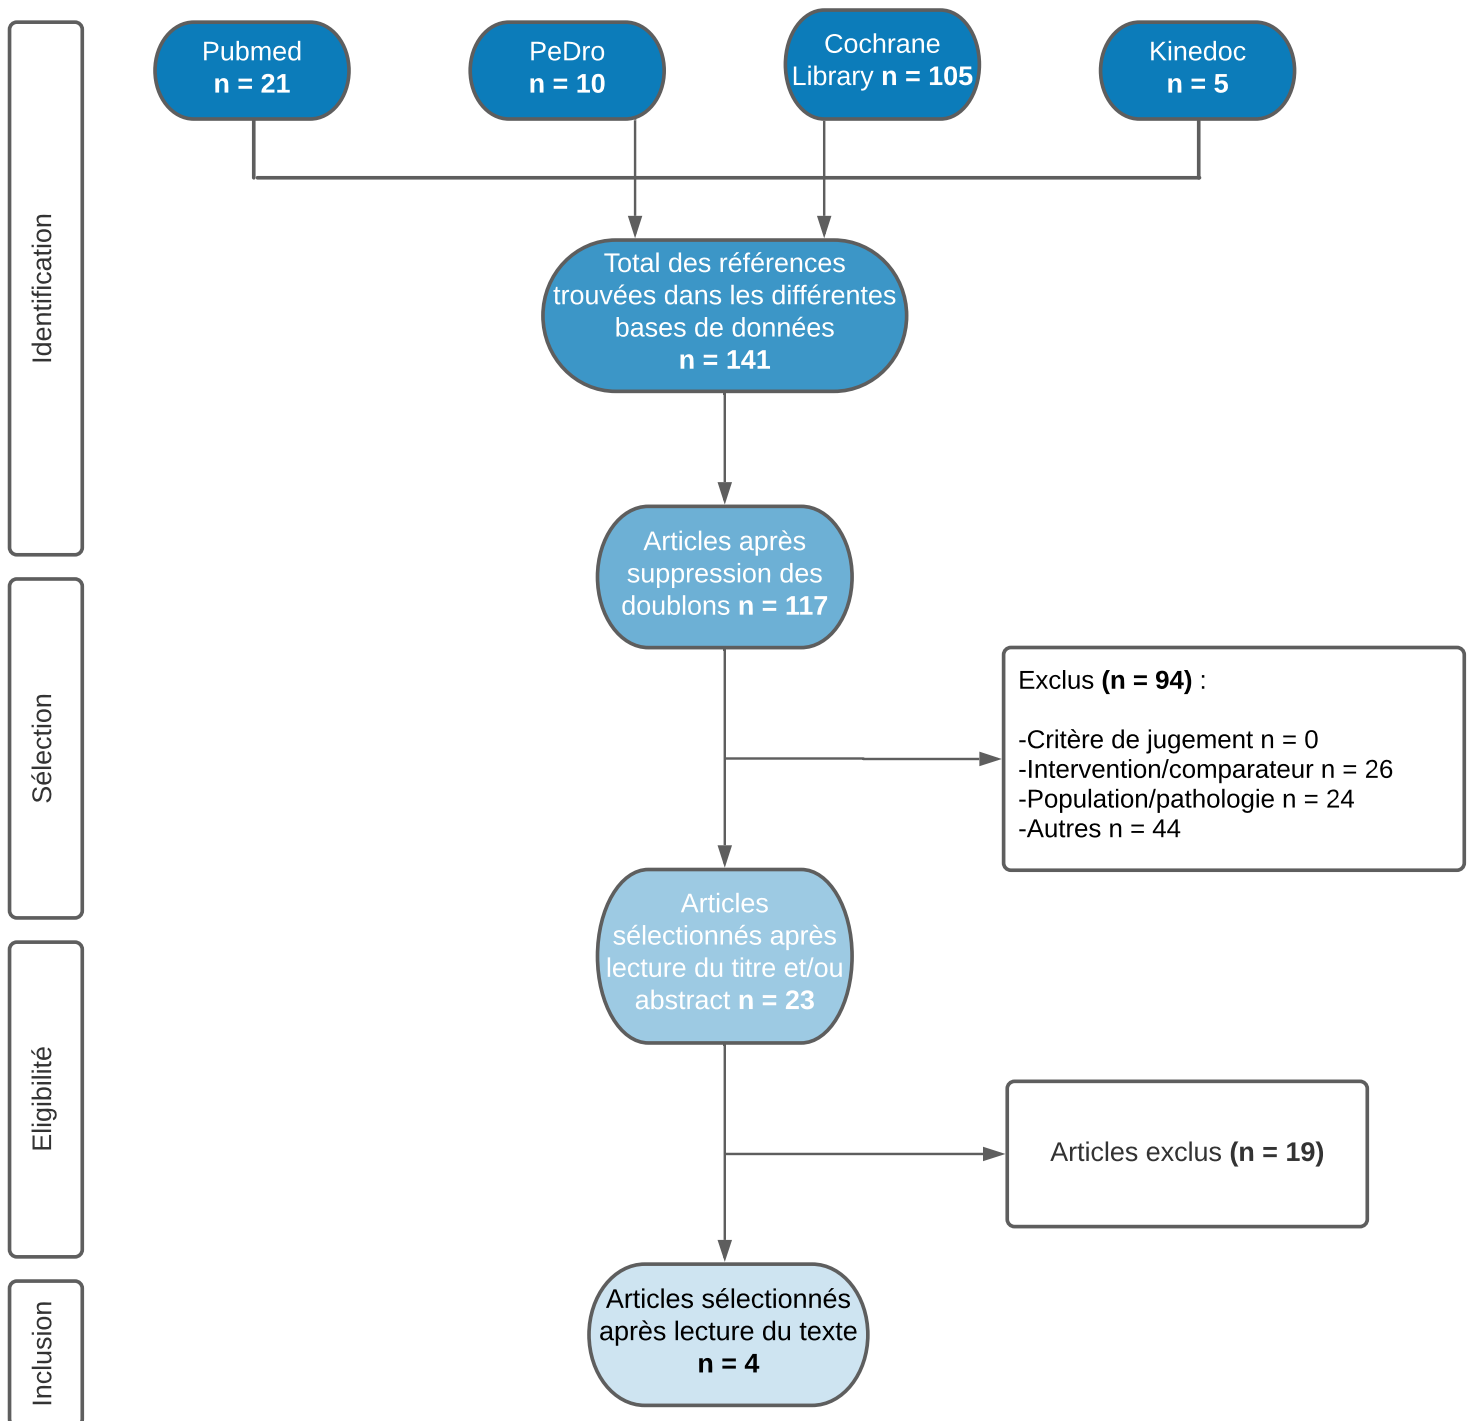 Identification
Pubmed
n = 21
PeDro
n = 10
Cochrane
Library n = 105
Kinedoc
n = 5
Total des références
trouvées dans les différentes
bases de données
n = 141
Articles après
suppression des
doublons n = 117
Sélection
Exclus (n = 94) :
-Critère de jugement n = 0
-Intervention/comparateur n = 26
-Population/pathologie n = 24
-Autres n = 44
Articles
sélectionnés après
lecture du titre et/ou
abstract n = 23
Eligibilité
Articles exclus (n = 19)
Inclusion
Articles sélectionnés
après lecture du texte
n = 4